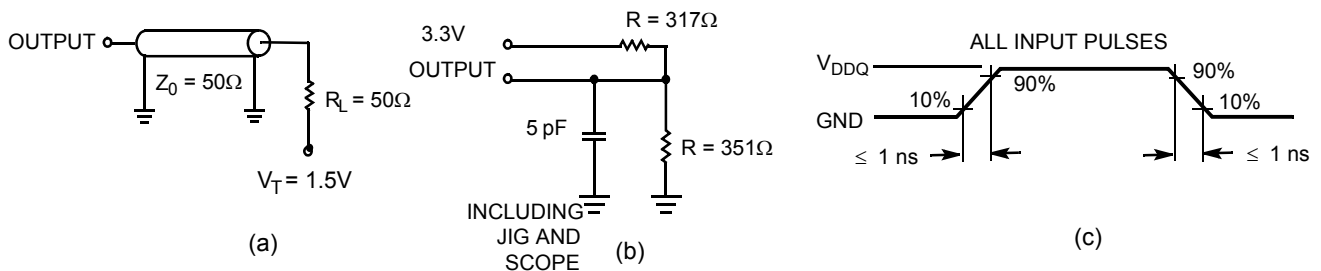 OUTPUT
Z0 = 50Ω
RL = 50Ω
VT = 1.5V
(a)
R = 317Ω
3.3V
OUTPUT
5 pF
R = 351Ω
INCLUDING
JIG AND
SCOPE
(b)
ALL INPUT PULSES
VDDQ
90%
90%
10%
10%
GND
≤ 1 ns
≤ 1 ns
(c)